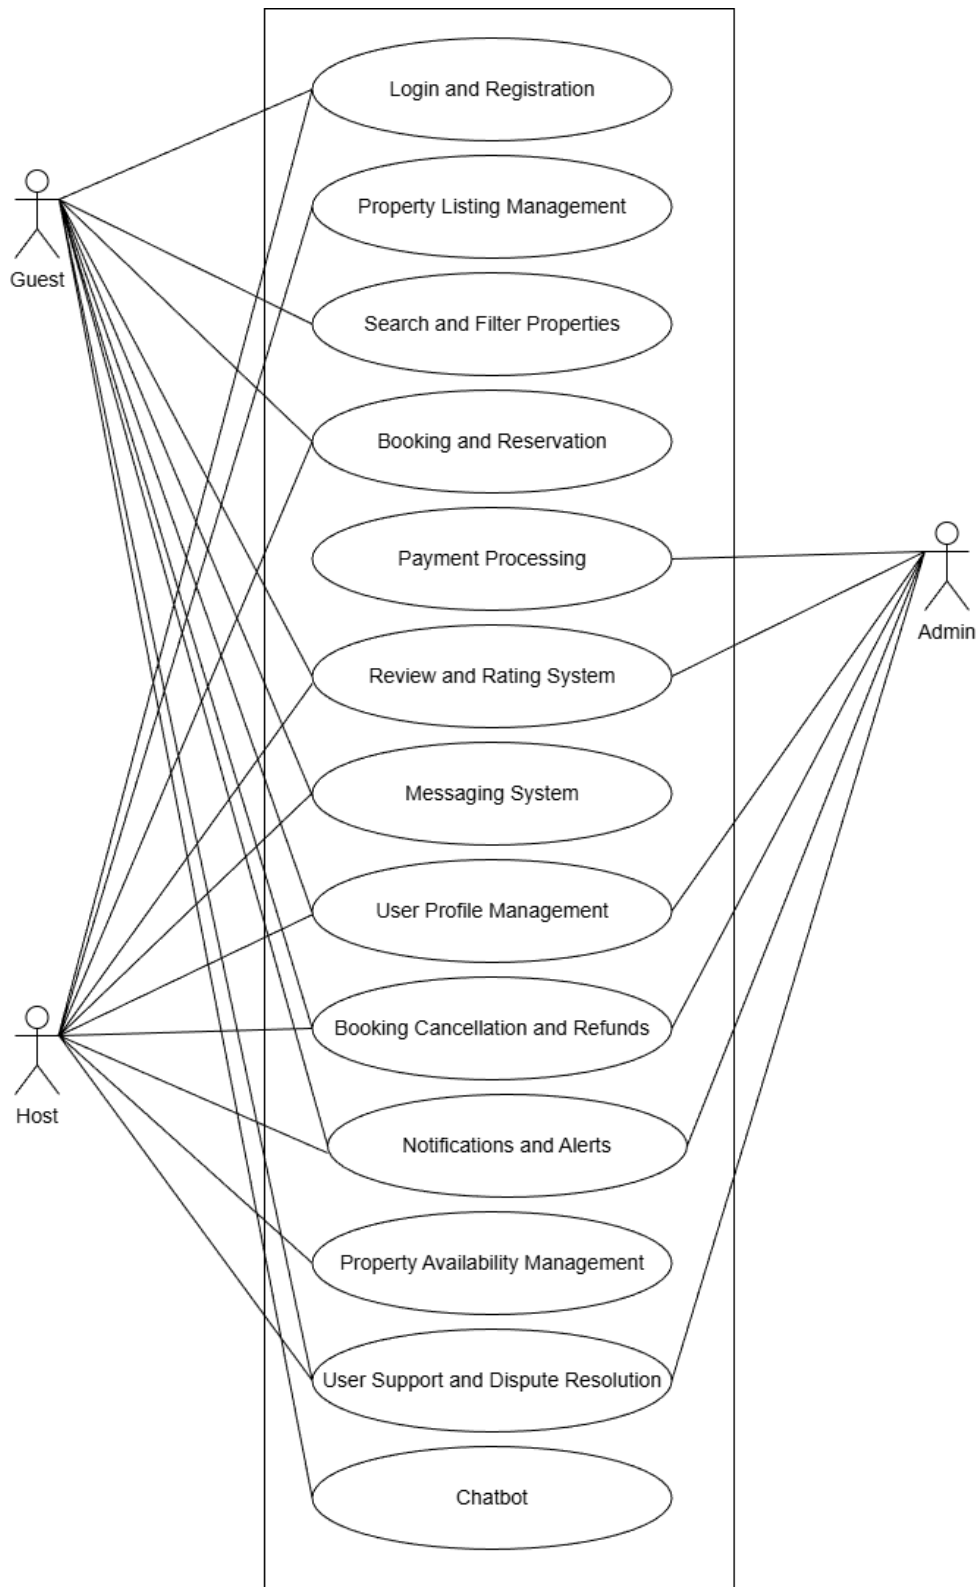 Login and Registration
Property Listing Management
Guest
Search and Filter Properties
Booking and Reservation
Payment Processing
Admin
Review and Rating System
Messaging System
User Profile Management
Booking Cancellation and Refunds
Host
Notifications and Alerts
Property Availability Management
User Support and Dispute Resolution
Chatbot